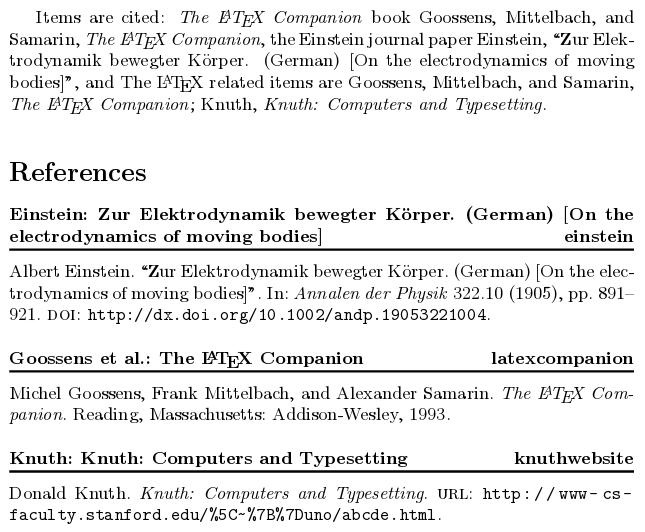 Items are cited: The LATEX Companion book Goossens, Mittelbach, and
Samarin, The LATEX Companion, the Einstein journal paper Einstein, “Zur Elek-
trodynamik bewegter Körper. (German) [On the electrodynamics of moving
bodies]”, and The LATEX related items are Goossens, Mittelbach, and Samarin,
The LATEX Companion; Knuth, Knuth: Computers and Typesetting.
References
Einstein: Zur Elektrodynamik bewegter Körper. (German) [On the
electrodynamics of moving bodies] einstein
Albert Einstein. “Zur Elektrodynamik bewegter Körper. (German) [On the elec-
trodynamics of moving bodies]”. In: Annalen der Physik 322.10 (1905), pp. 891–
921. DOI: http://dx.doi.org/10.1002/andp.19053221004.
Goossens et al.: The LATEX Companion latexcompanion
Michel Goossens, Frank Mittelbach, and Alexander Samarin. The LATEX Com-
panion. Reading, Massachusetts: Addison-Wesley, 1993.
Knuth: Knuth: Computers and Typesetting knuthwebsite
Donald Knuth. Knuth: Computers and Typesetting. URL: http://www-cs-
faculty.stanford.edu/%5C~%7B%7Duno/abcde.html.